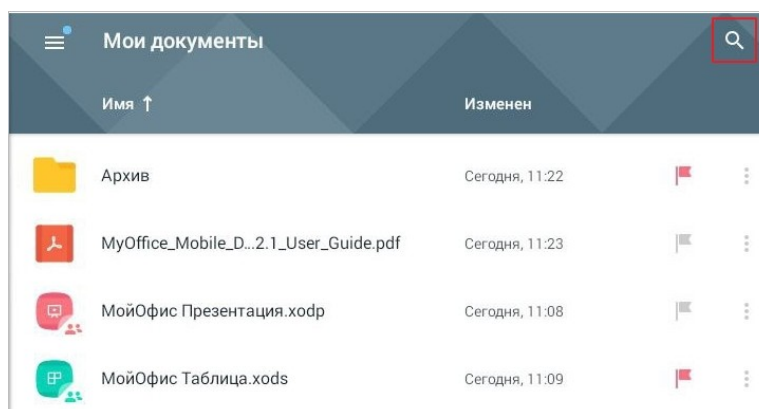 Мои документы
Имя ↑ Изменен
Архив Сегодня, 11:22
MyOffice_Mobile_D...2.1_User_Guide.pdf Сегодня, 11:23
МойОфис Презентация.xodp Сегодня, 11:08
МойОфис Таблица.xods Сегодня, 11:09